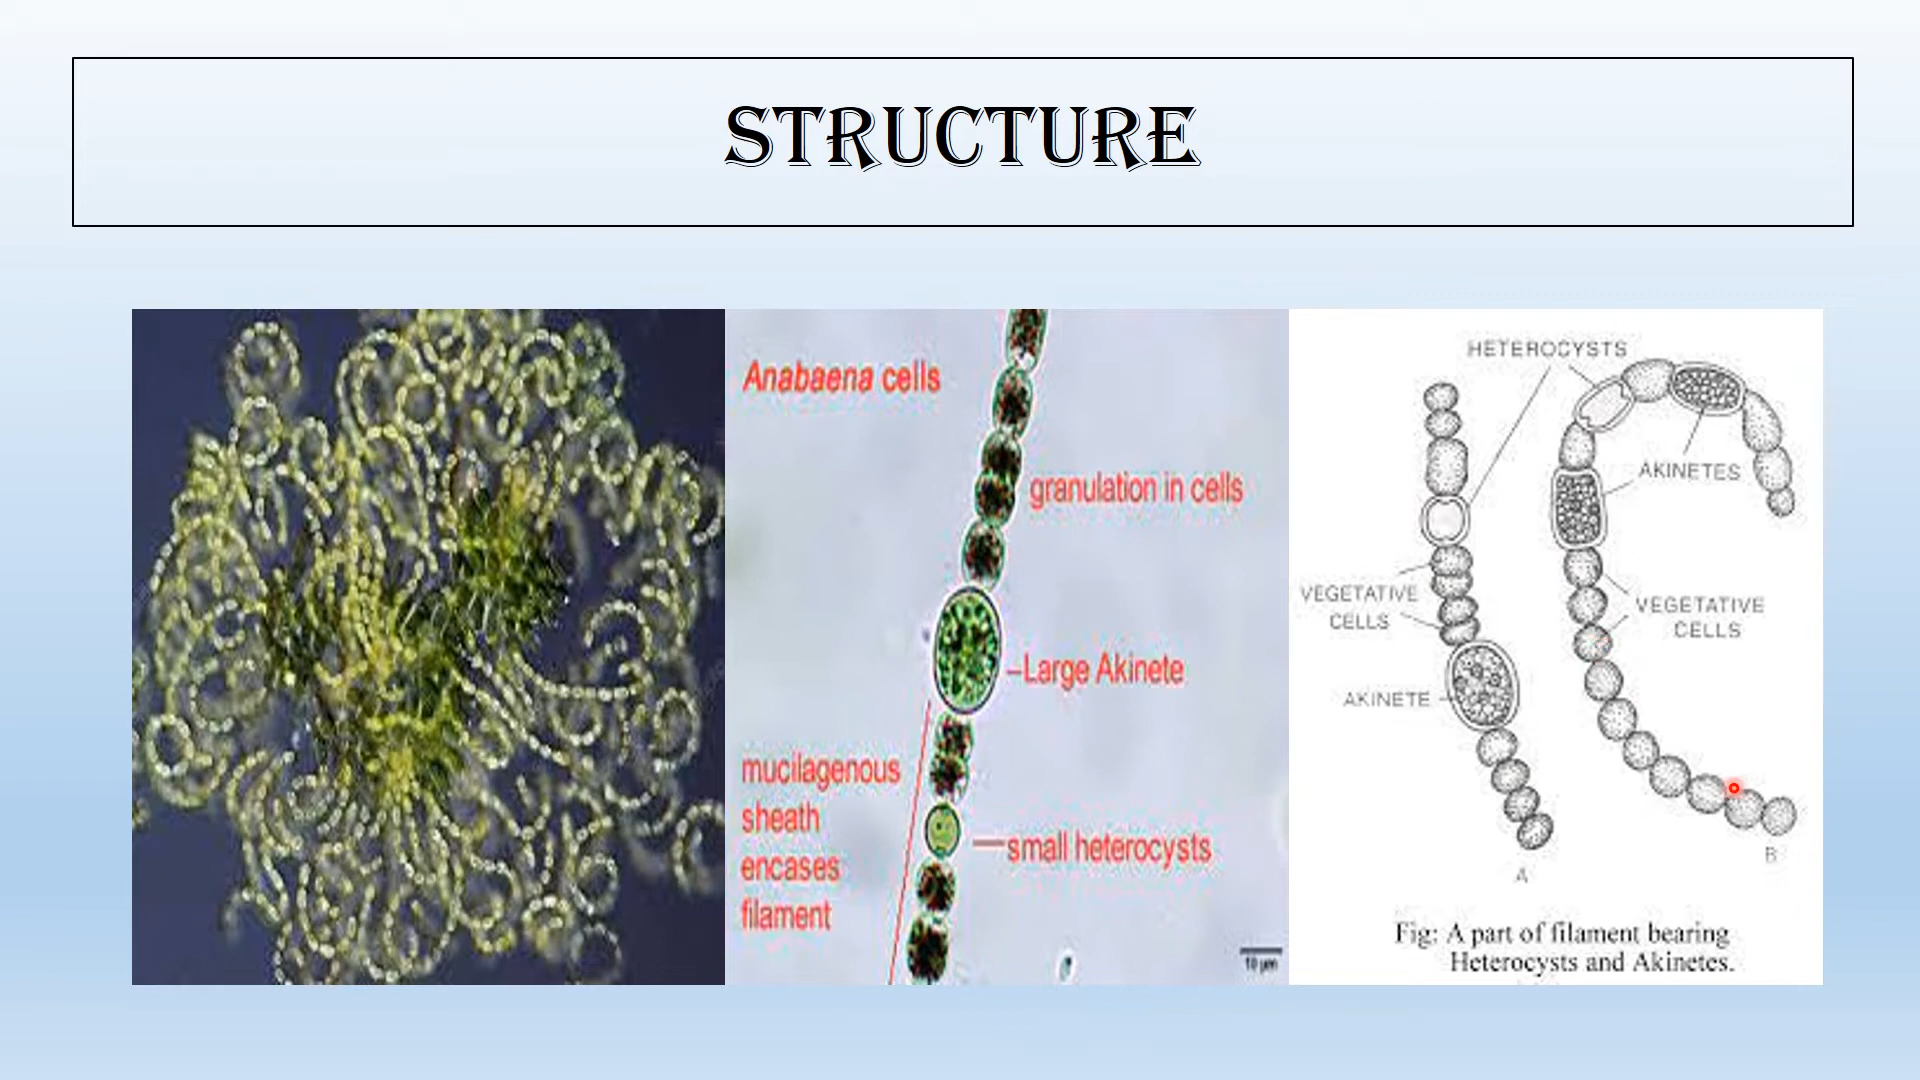 STRUCTURE
Anabaena cells
granulation in cells
Large Akinete
mucilagenous
sheath
encases
filament
small heterocysts
10 µm
HETEROCYSTS
AKINETES
VEGETATIVE
CELLS
VEGETATIVE
CELLS
AKINETE
A
B
Fig: A part of filament bearing
Heterocysts and Akinetes.